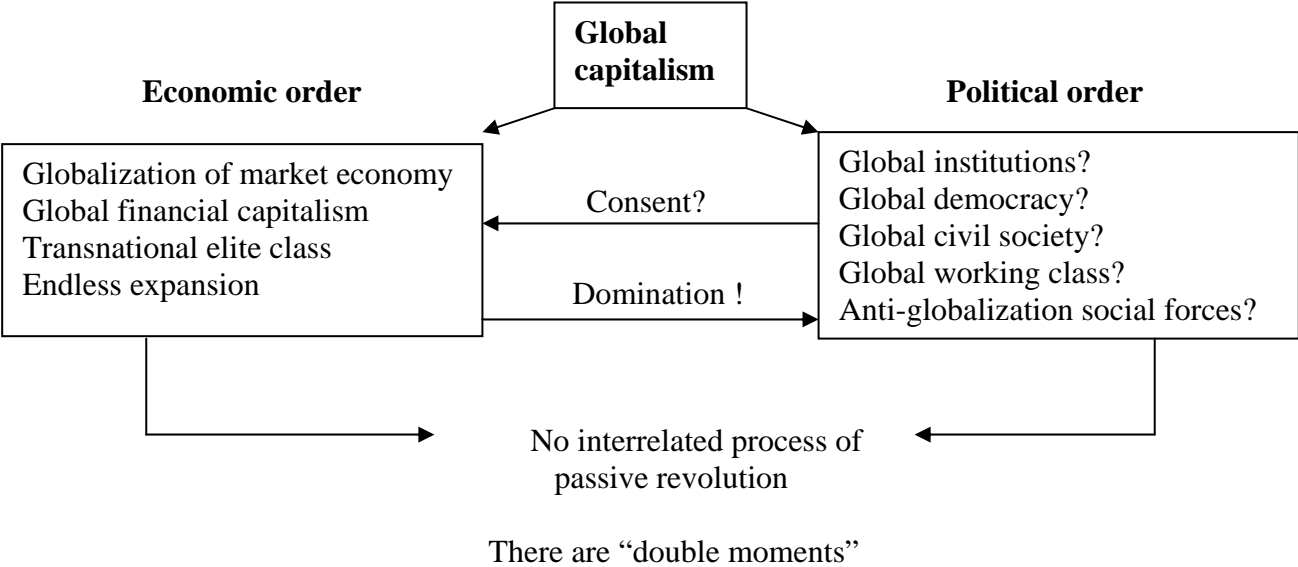 Global
capitalism
Economic order
Political order
Globalization of market economy
Global financial capitalism
Transnational elite class
Endless expansion
Consent?
Domination !
Global institutions?
Global democracy?
Global civil society?
Global working class?
Anti-globalization social forces?
No interrelated process of
passive revolution
There are “double moments”